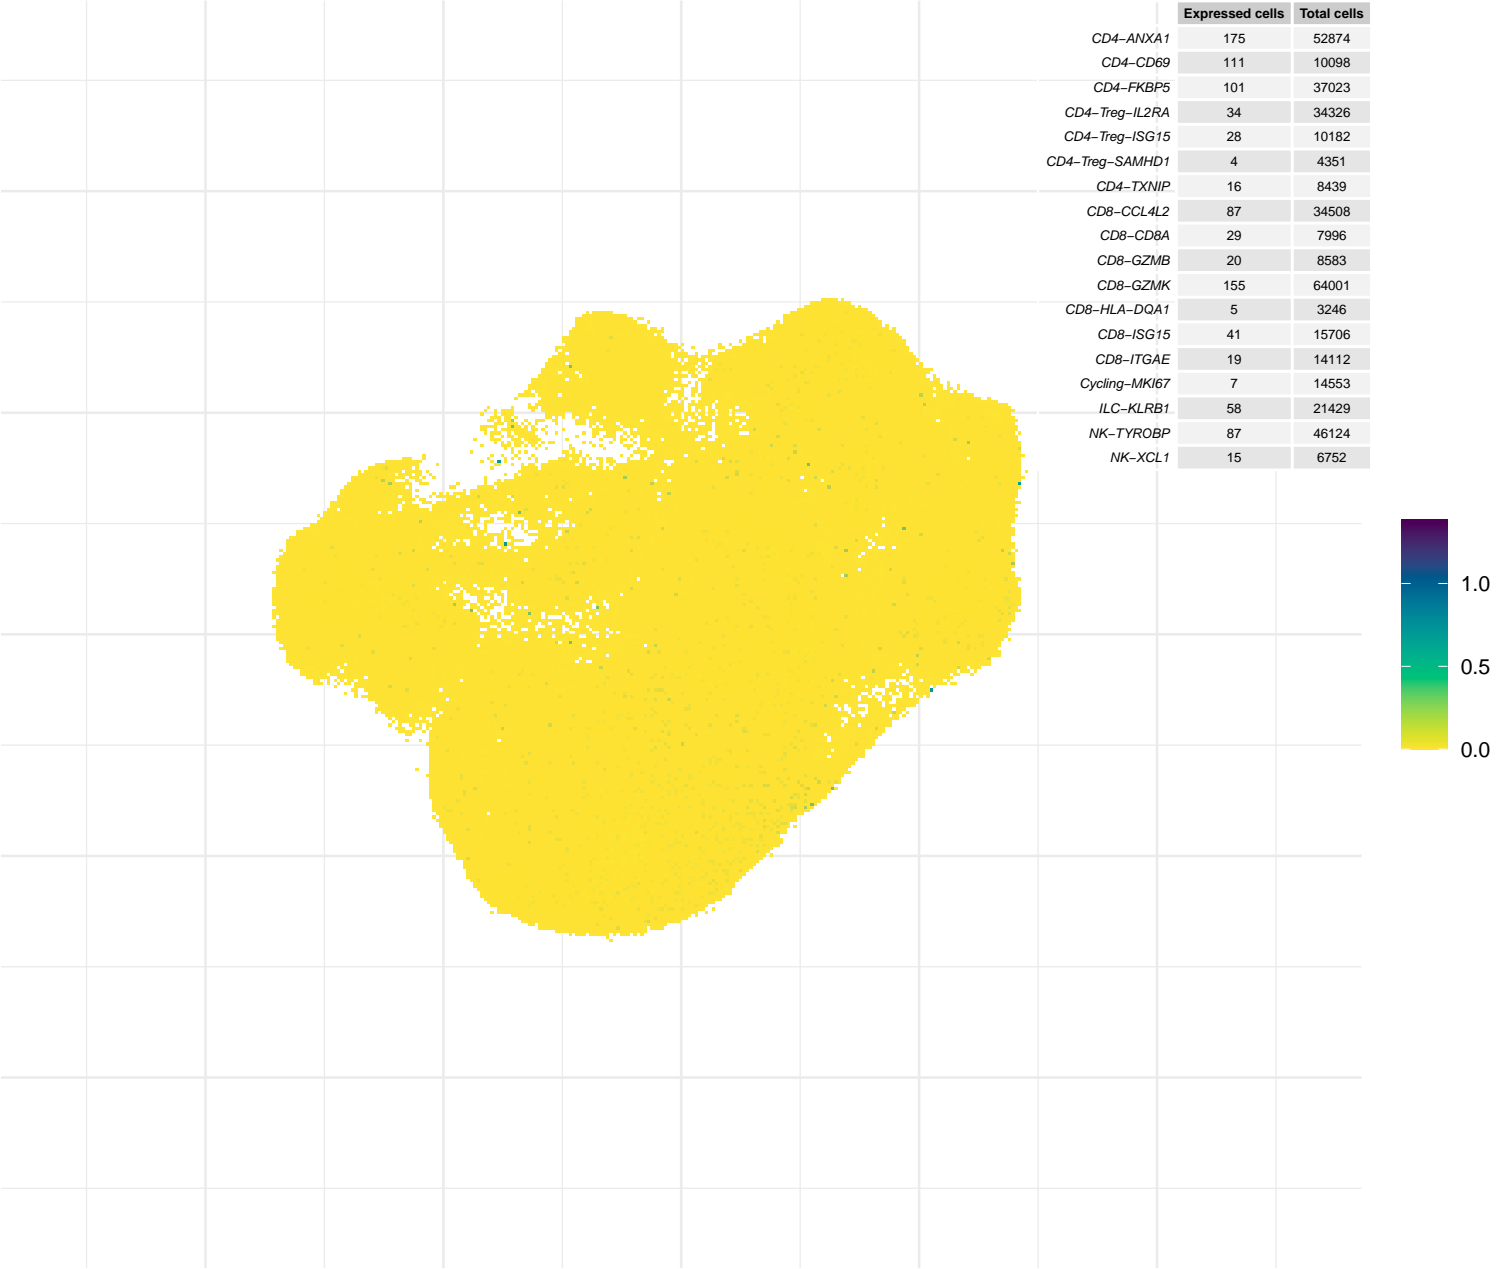 Expressed cells Total cells
CD4−ANXA1 175 52874
CD4−CD69 111 10098
CD4−FKBP5 101 37023
CD4−Treg−IL2RA 34 34326
CD4−Treg−ISG15 28 10182
CD4−Treg−SAMHD1 4 4351
CD4−TXNIP 16 8439
CD8−CCL4L2 87 34508
CD8−CD8A 29 7996
CD8−GZMB 20 8583
CD8−GZMK 155 64001
CD8−HLA−DQA1 5 3246
CD8−ISG15 41 15706
CD8−ITGAE 19 14112
Cycling−MKI67 7 14553
ILC−KLRB1 58 21429
NK−TYROBP 87 46124
NK−XCL1 15 6752
1.0
0.5
0.0